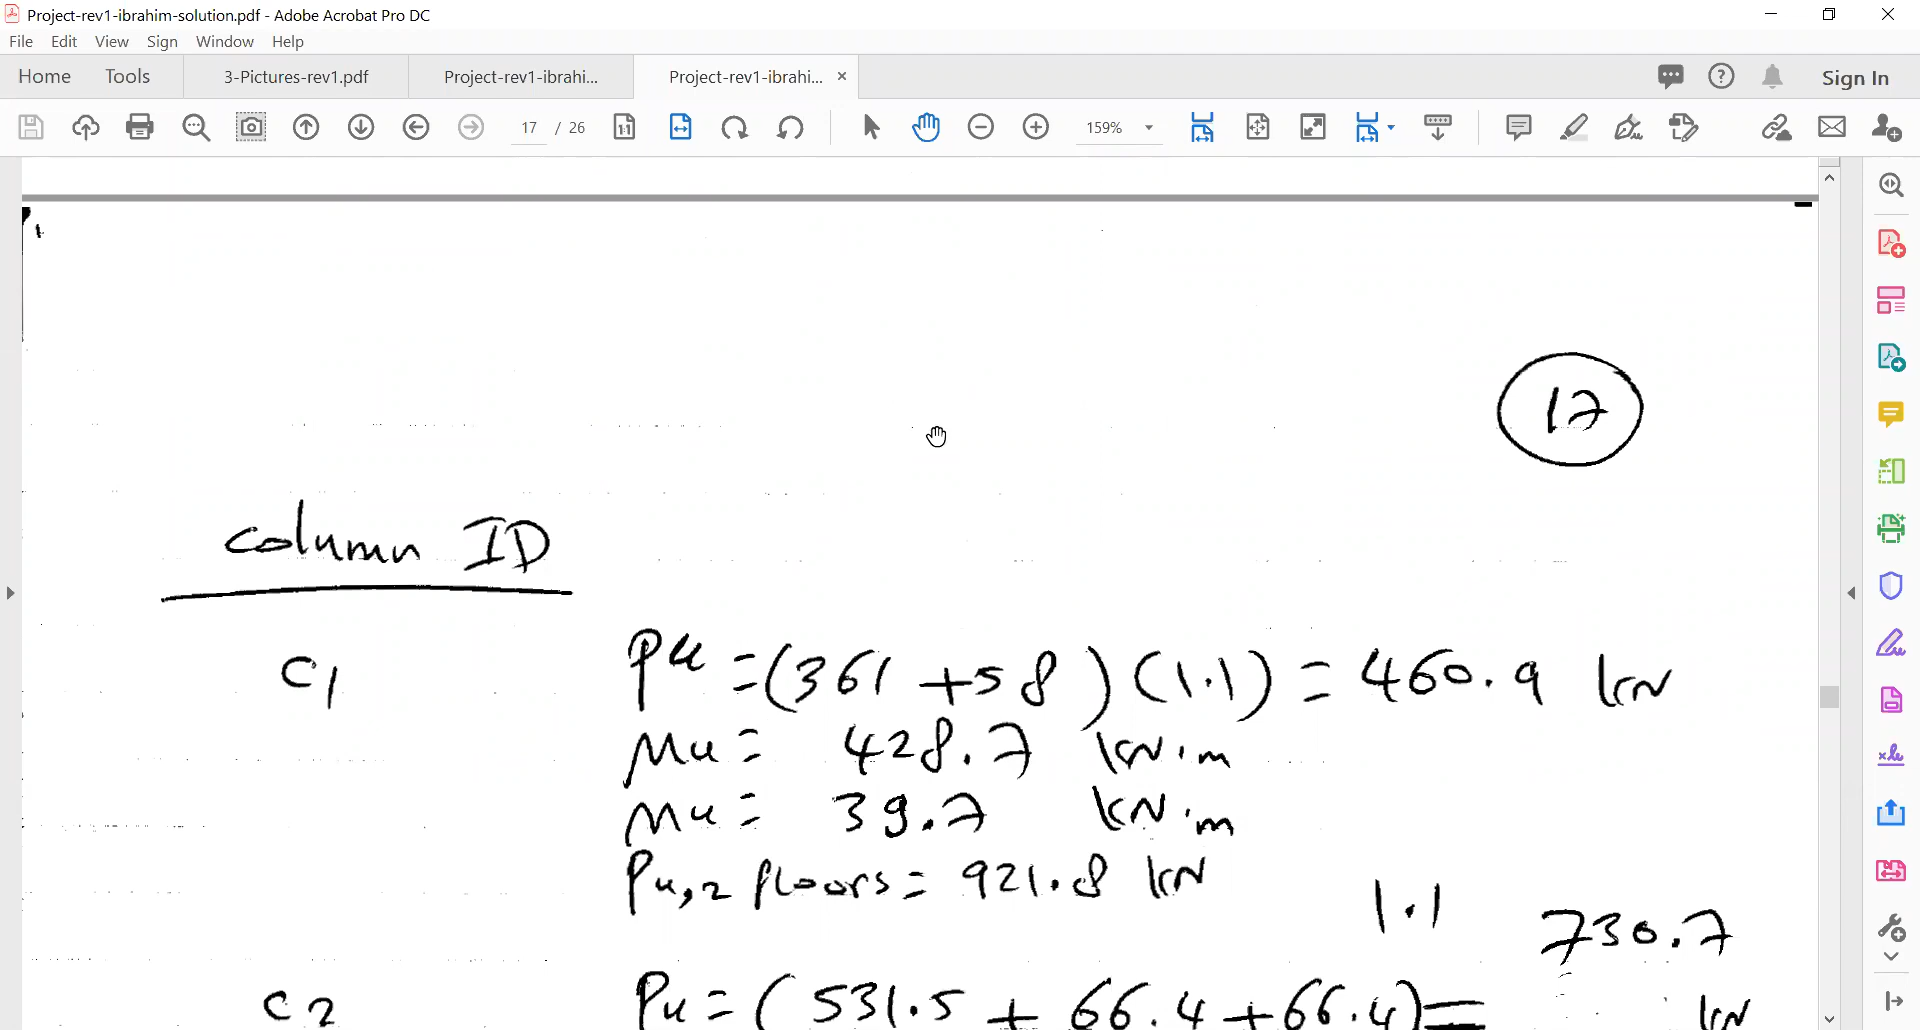 Project-rev1-ibrahim-solution.pdf - Adobe Acrobat Pro DC
File Edit View Sign Window Help
Home Tools 3-Pictures-rev1.pdf Project-rev1-ibrahi... Project-rev1-ibrahi... Sign In
17 / 26 159%
17
column ID
C1 Pu =(361 +58)(1.1) = 460.9 kN
Mu = 428.7 kN.m
Mu = 39.7 kN.m
Pu,2 floors = 921.8 kN
1.1 730.7
C2 Pu = (531.5 + 66.4 +66.4)= kN